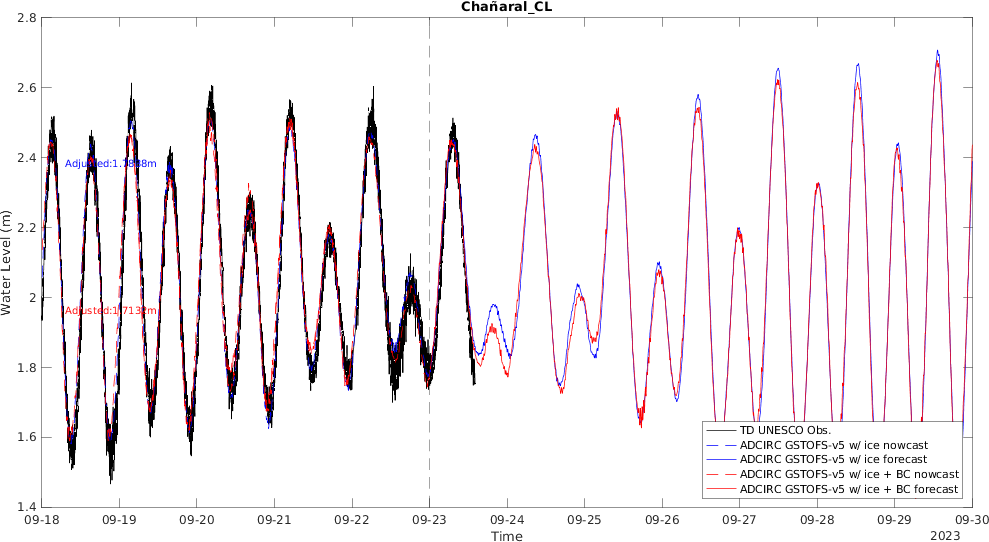 Chañaral_CL
2.8
2.6
2.4
2.2
2
1.8
1.6
1.4
Water Level (m)
Adjusted:1.7838m
Adjusted:1.7132m
TD UNESCO Obs.
ADCIRC GSTOFS-v5 w/ ice nowcast
ADCIRC GSTOFS-v5 w/ ice forecast
ADCIRC GSTOFS-v5 w/ ice + BC nowcast
ADCIRC GSTOFS-v5 w/ ice + BC forecast
09-18 09-19 09-20 09-21 09-22 09-23 09-24 09-25 09-26 09-27 09-28 09-29 09-30
Time
2023